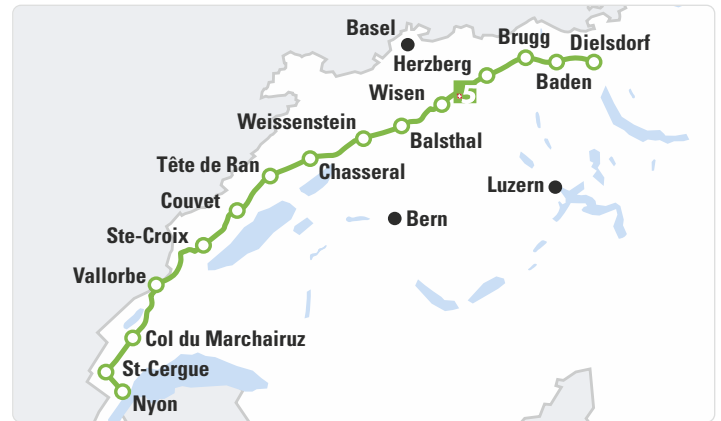 Basel
Brugg
Dielsdorf
Herzberg
Baden
Wisen
5
Weissenstein
Balsthal
Tête de Ran
Chasseral
Luzern
Couvet
Bern
Ste-Croix
Vallorbe
Col du Marchairuz
St-Cergue
Nyon